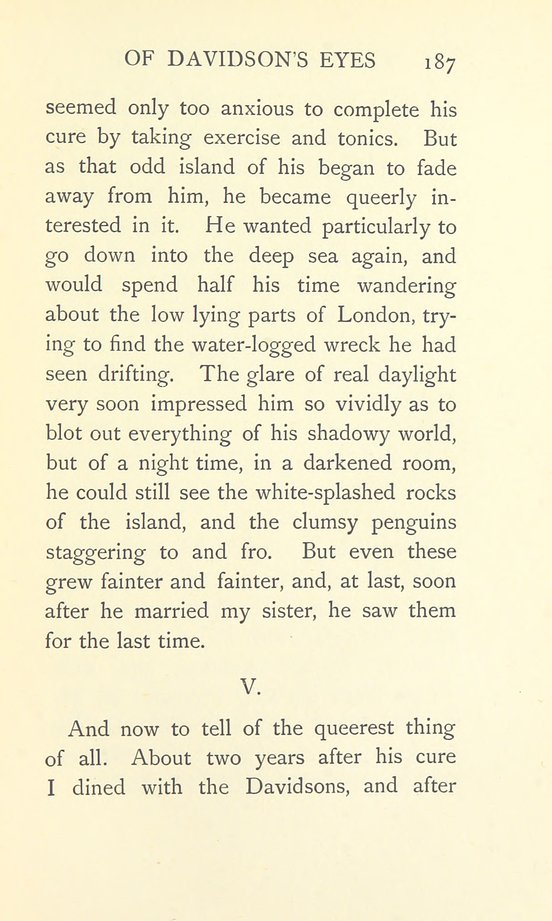 OF DAVIDSON'S EYES 187
seemed only too anxious to complete his
cure by taking exercise and tonics. But
as that odd island of his began to fade
away from him, he became queerly in-
terested in it. He wanted particularly to
go down into the deep sea again, and
would spend half his time wandering
about the low lying parts of London, try-
ing to find the water-logged wreck he had
seen drifting. The glare of real daylight
very soon impressed him so vividly as to
blot out everything of his shadowy world,
but of a night time, in a darkened room,
he could still see the white-splashed rocks
of the island, and the clumsy penguins
staggering to and fro. But even these
grew fainter and fainter, and, at last, soon
after he married my sister, he saw them
for the last time.
V.
And now to tell of the queerest thing
of all. About two years after his cure
I dined with the Davidsons, and after